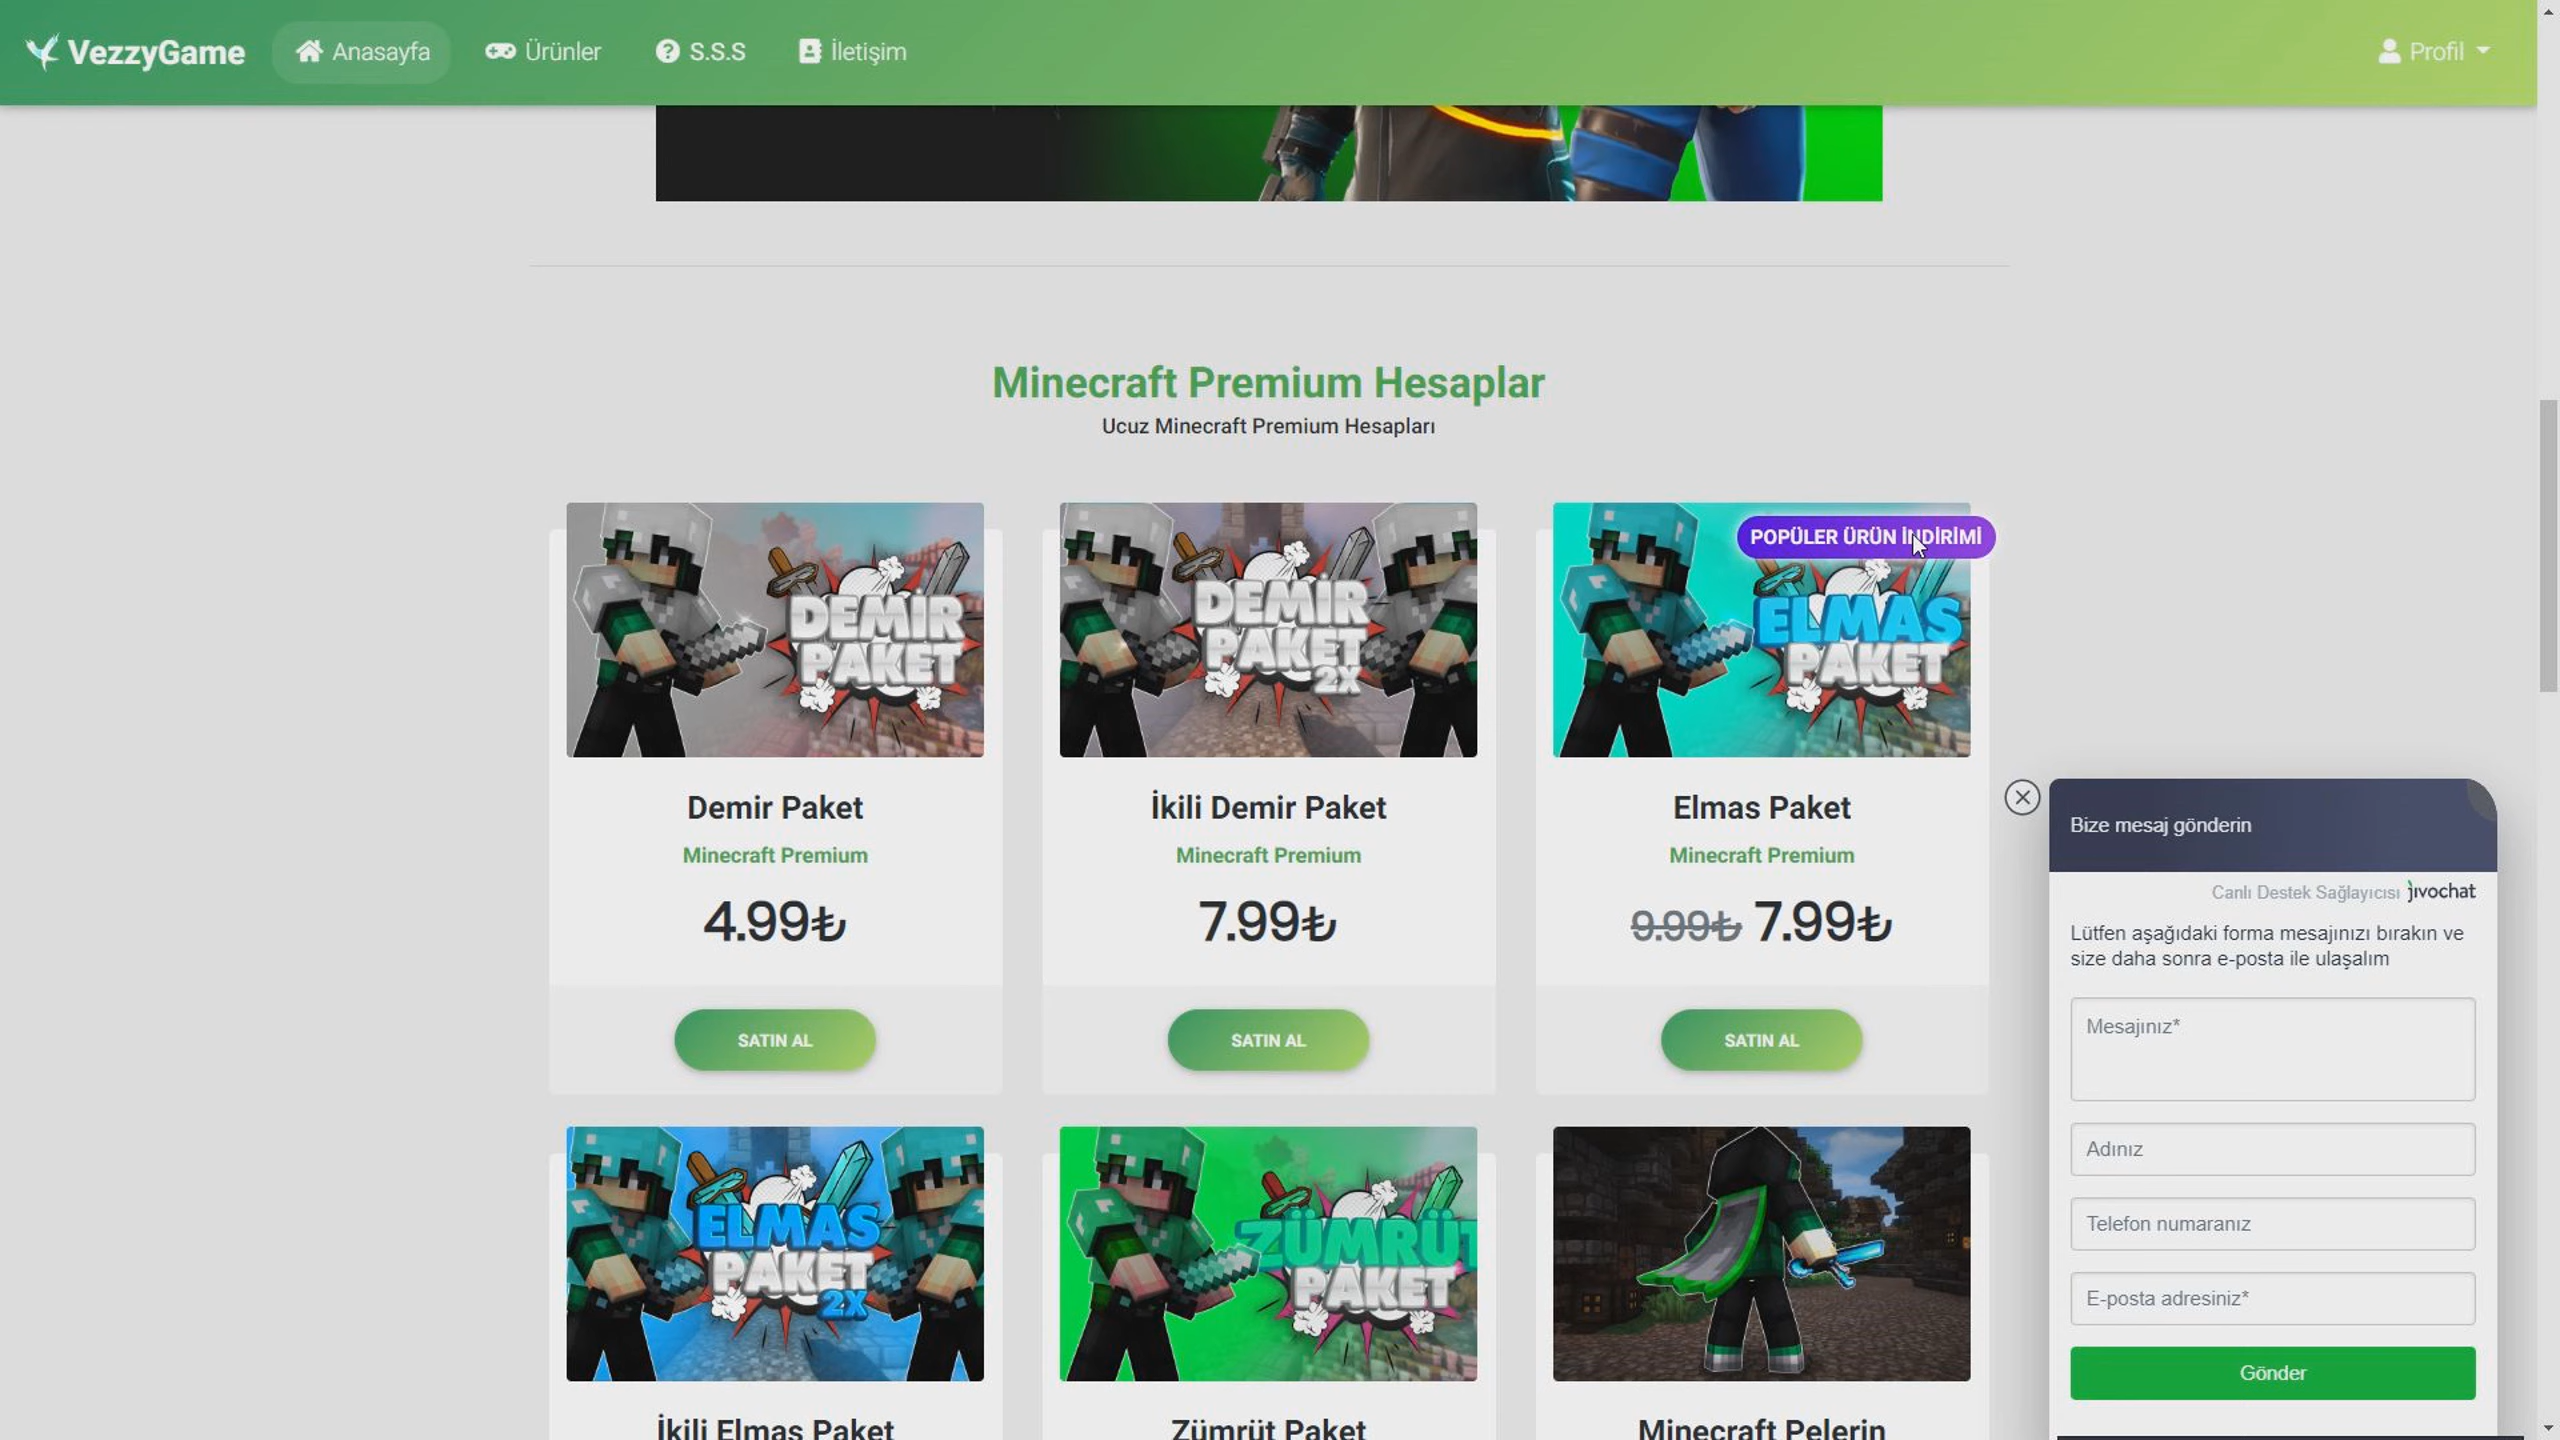 VezzyGame
Anasayfa
Ürünler
S.S.S
İletişim
Profil
Minecraft Premium Hesaplar
Ucuz Minecraft Premium Hesapları
DEMİR
PAKET
DEMİR
PAKET
2X
POPÜLER ÜRÜN İNDİRİMİ
ELMAS
PAKET
Demir Paket
Minecraft Premium
4.99₺
SATIN AL
İkili Demir Paket
Minecraft Premium
7.99₺
SATIN AL
Elmas Paket
Minecraft Premium
9.99₺ 7.99₺
SATIN AL
ELMAS
PAKET
2X
ZÜMRÜT
PAKET
İkili Elmas Paket
Zümrüt Paket
Minecraft Pelerin
Bize mesaj gönderin
Canlı Destek Sağlayıcısı jivochat
Lütfen aşağıdaki forma mesajınızı bırakın ve
size daha sonra e-posta ile ulaşalım
Mesajınız*
Adınız
Telefon numaranız
E-posta adresiniz*
Gönder